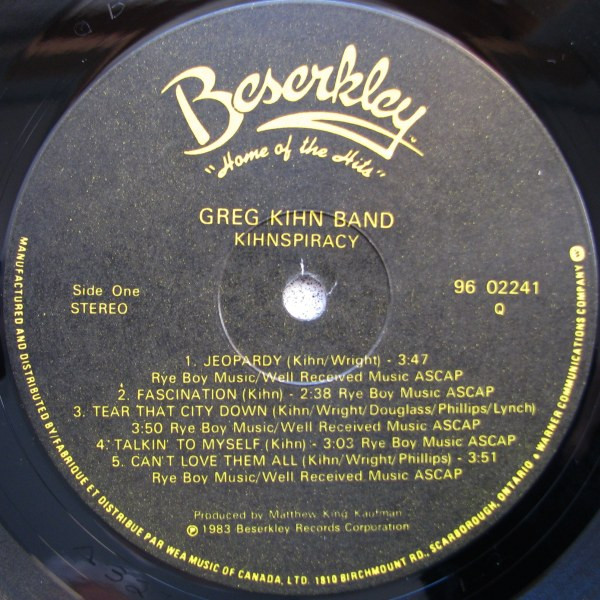 Beserkley
"Home of the Hits"
GREG KIHN BAND
KIHNSPIRACY
Side One
STEREO
96 02241
Q
1. JEOPARDY (Kihn/Wright) - 3:47
Rye Boy Music/Well Received Music ASCAP
2. FASCINATION (Kihn) - 2:38 Rye Boy Music ASCAP
3. TEAR THAT CITY DOWN (Kihn/Wright/Douglass/Phillips/Lynch)
3:50 Rye Boy Music/Well Received Music ASCAP
4. TALKIN' TO MYSELF (Kihn) - 3:03 Rye Boy Music ASCAP.
5. CAN'T LOVE THEM ALL (Kihn/Wright/Phillips) - 3:51
Rye Boy Music/Well Received Music ASCAP
Produced by Matthew King Kaufman
℗ 1983 Beserkley Records Corporation
MANUFACTURED AND DISTRIBUTED BY/FABRIQUE ET DISTRIBUE PAR WEA MUSIC OF CANADA, LTD. 1810 BIRCHMOUNT RD., SCARBOROUGH, ONTARIO • WARNER COMMUNICATIONS COMPANY